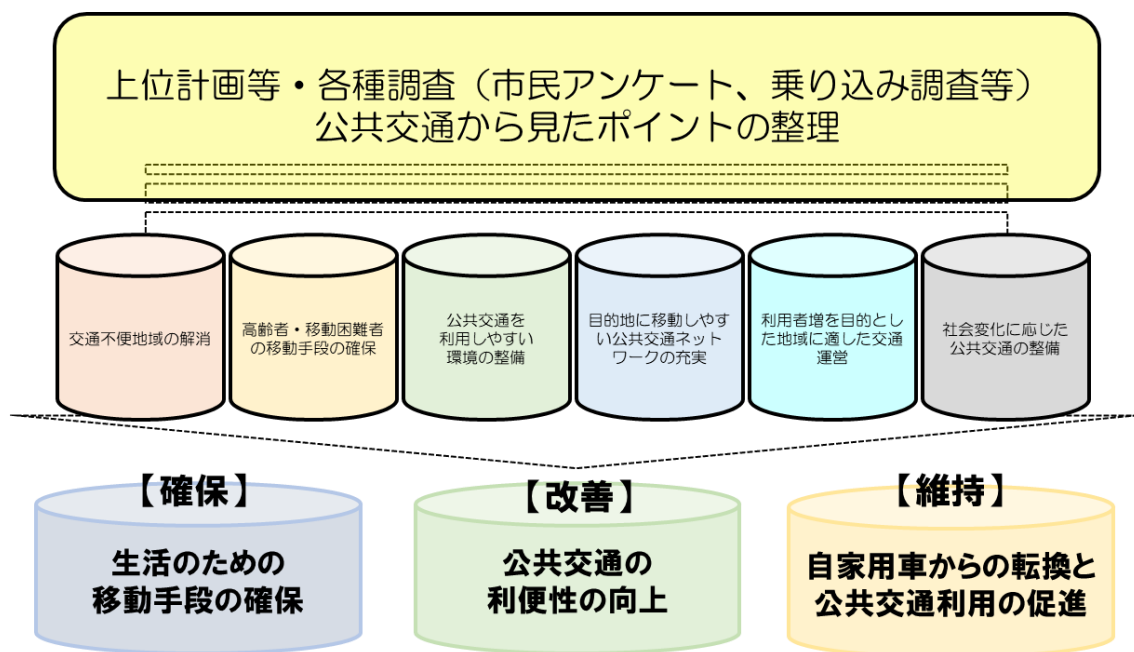 上位計画等・各種調査（市民アンケート、乗り込み調査等）
公共交通から見たポイントの整理
交通不便地域の解消
高齢者・移動困難者
の移動手段の確保
公共交通を
利用しやすい
環境の整備
目的地に移動しやす
い公共交通ネット
ワークの充実
利用者増を目的とし
た地域に適した交通
運営
社会変化に応じた
公共交通の整備
【確保】
生活のための
移動手段の確保
【改善】
公共交通の
利便性の向上
【維持】
自家用車からの転換と
公共交通利用の促進